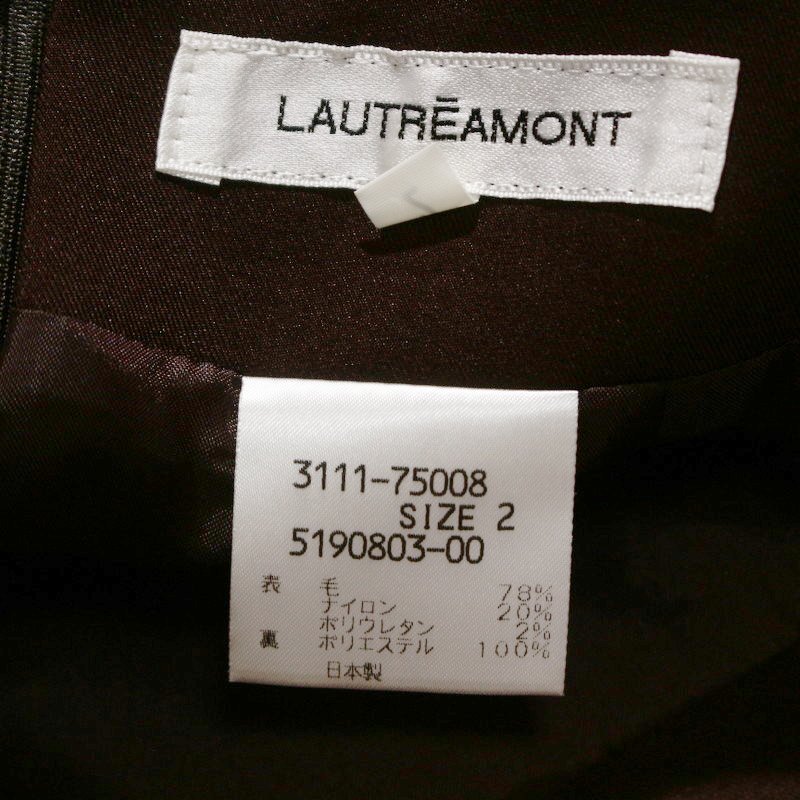 LAUTRĒAMONT
3111-75008
SIZE 2
5190803-00
表 毛 78%
ナイロン 20%
ポリウレタン 2%
裏 ポリエステル 100%
日本製